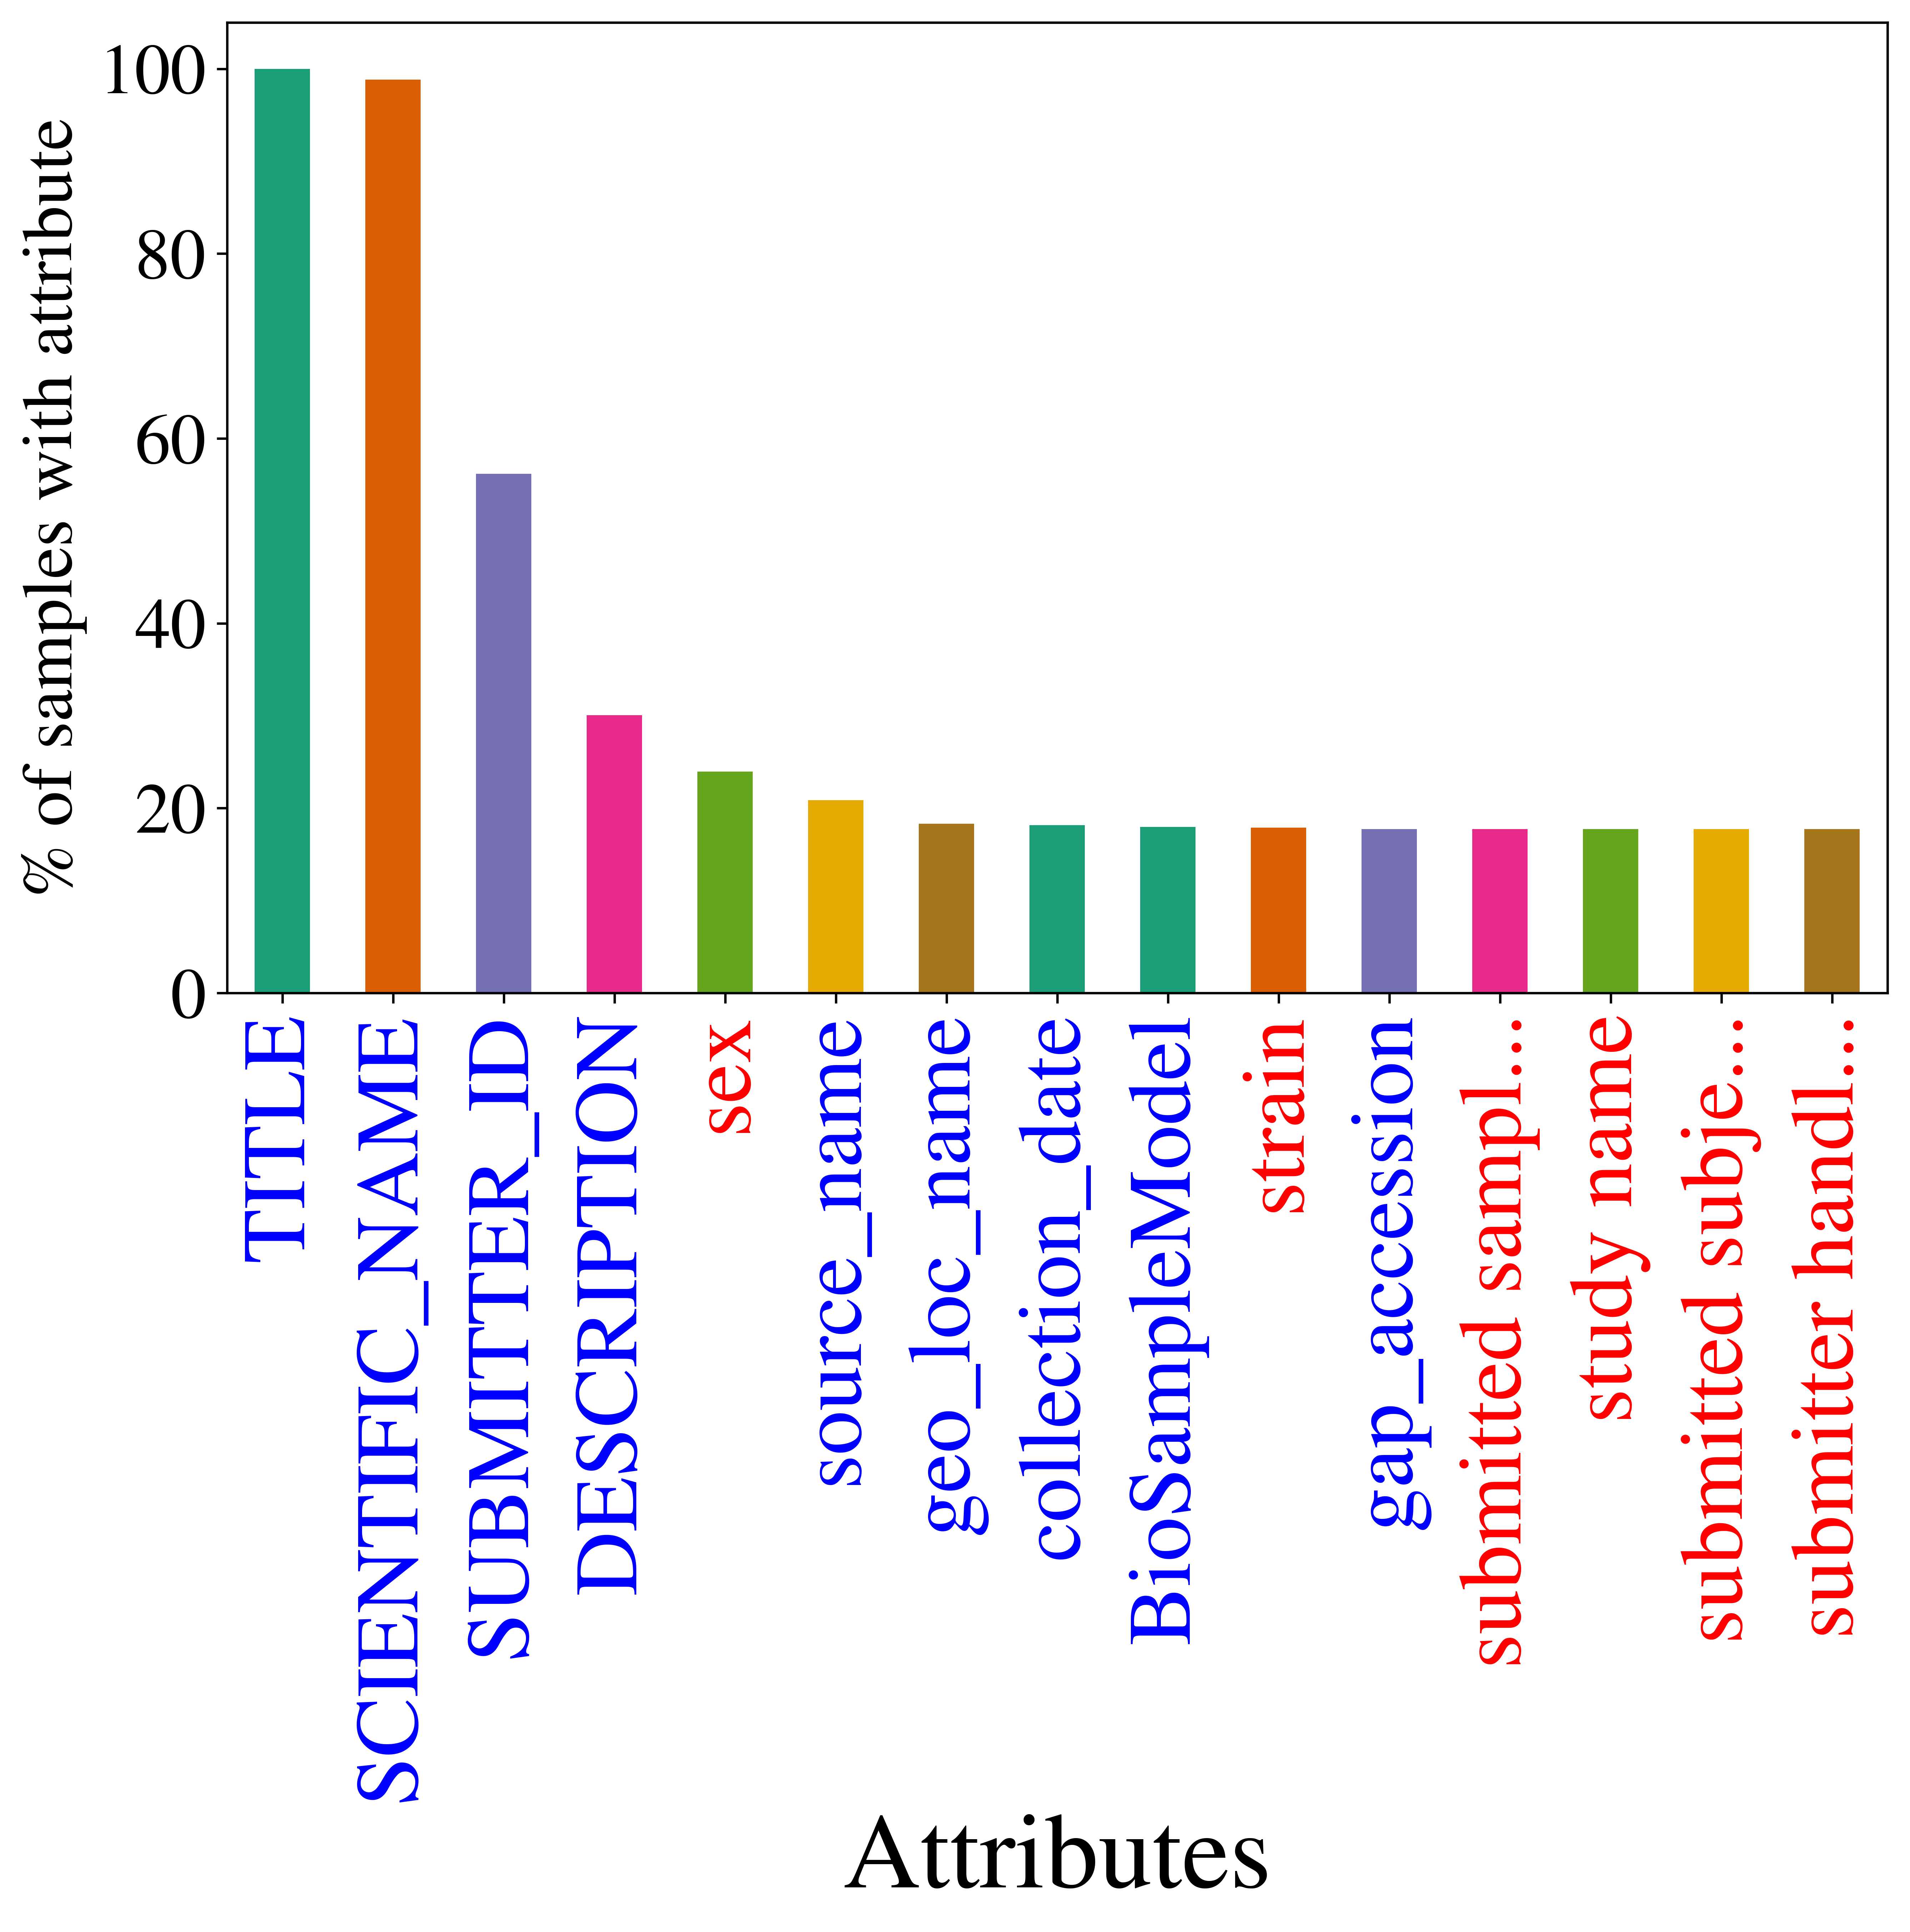 % of samples with attribute
100
80
60
40
20
0
TITLE
SCIENTIFIC_NAME
SUBMITTER_ID
DESCRIPTION
sex
source_name
geo_loc_name
collection_date
BioSampleModel
strain
gap_accession
submitted sampl...
study name
submitted subje...
submitter handl...
Attributes